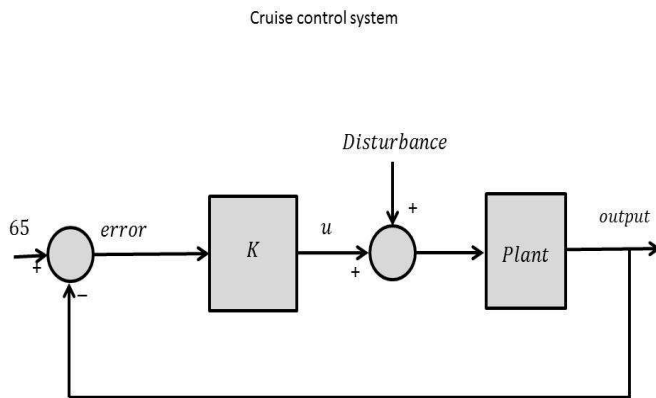 Cruise control system
Disturbance
65
error
K
u
Plant
output
+
−
+
+